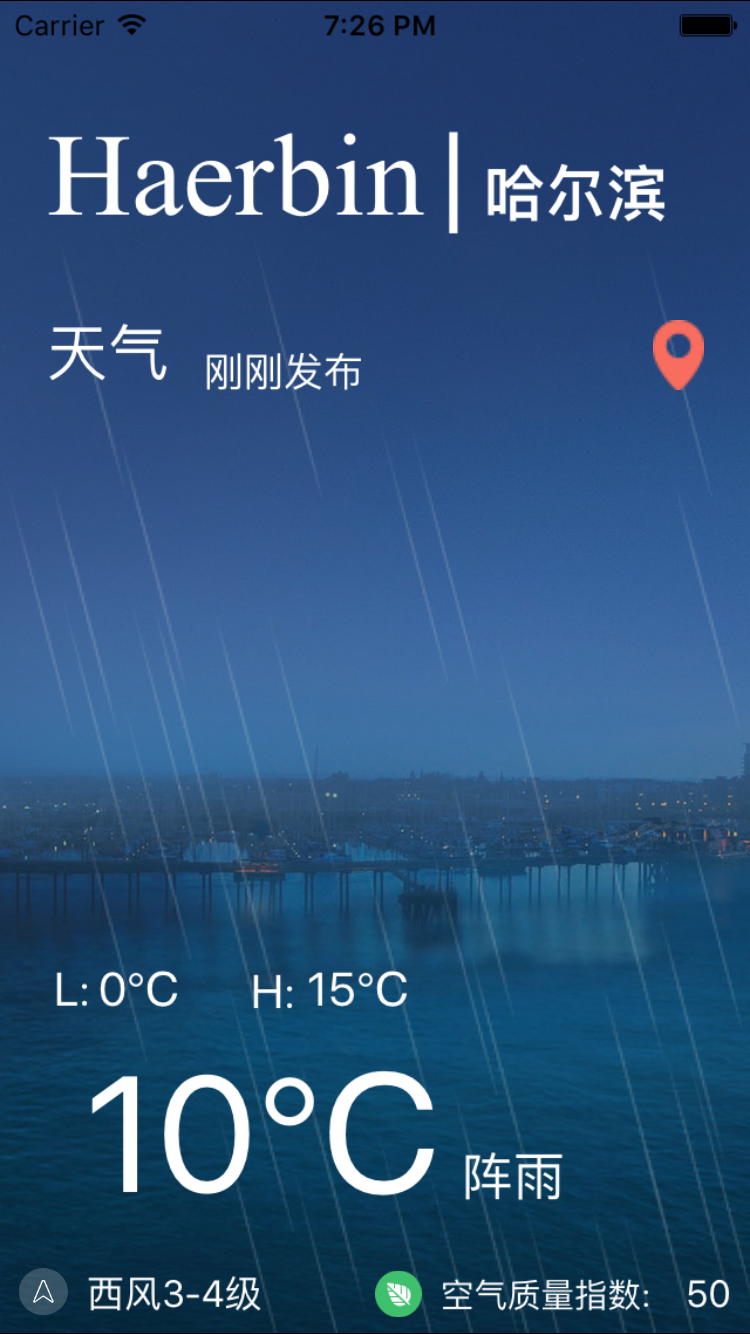 Carrier 7:26 PM
Haerbin | 哈尔滨
天气 刚刚发布
L: 0°C H: 15°C
10°C 阵雨
西风3-4级 空气质量指数: 50